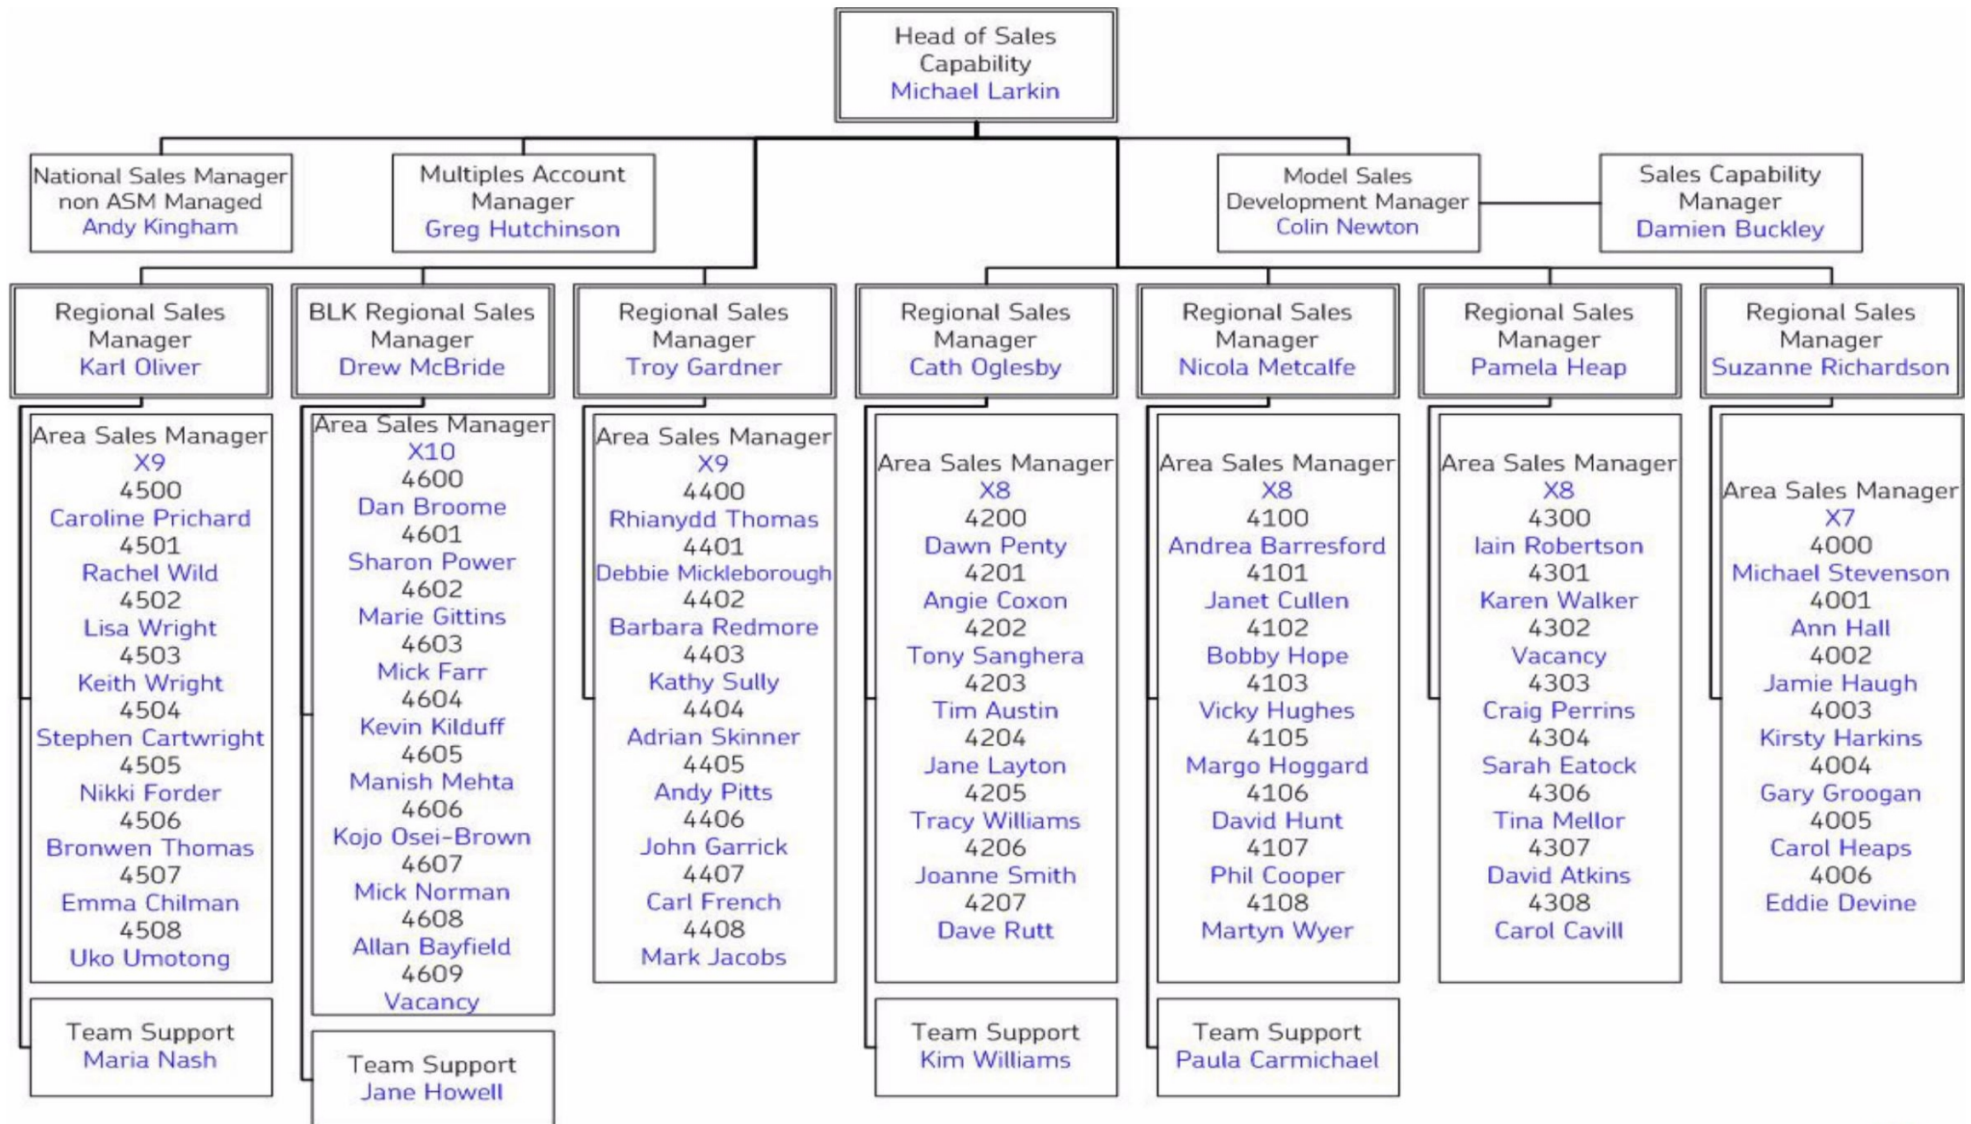 Head of Sales
Capability
Michael Larkin
National Sales Manager
non ASM Managed
Andy Kingham
Multiples Account
Manager
Greg Hutchinson
Model Sales
Development Manager
Colin Newton
Sales Capability
Manager
Damien Buckley
Regional Sales
Manager
Karl Oliver
BLK Regional Sales
Manager
Drew McBride
Regional Sales
Manager
Troy Gardner
Regional Sales
Manager
Cath Oglesby
Regional Sales
Manager
Nicola Metcalfe
Regional Sales
Manager
Pamela Heap
Regional Sales
Manager
Suzanne Richardson
Area Sales Manager
X9
4500
Caroline Prichard
4501
Rachel Wild
4502
Lisa Wright
4503
Keith Wright
4504
Stephen Cartwright
4505
Nikki Forder
4506
Bronwen Thomas
4507
Emma Chilman
4508
Uko Umotong
Area Sales Manager
X10
4600
Dan Broome
4601
Sharon Power
4602
Marie Gittins
4603
Mick Farr
4604
Kevin Kilduff
4605
Manish Mehta
4606
Kojo Osei-Brown
4607
Mick Norman
4608
Allan Bayfield
4609
Vacancy
Area Sales Manager
X9
4400
Rhianydd Thomas
4401
Debbie Mickleborough
4402
Barbara Redmore
4403
Kathy Sully
4404
Adrian Skinner
4405
Andy Pitts
4406
John Garrick
4407
Carl French
4408
Mark Jacobs
Area Sales Manager
X8
4200
Dawn Penty
4201
Angie Coxon
4202
Tony Sanghera
4203
Tim Austin
4204
Jane Layton
4205
Tracy Williams
4206
Joanne Smith
4207
Dave Rutt
Area Sales Manager
X8
4100
Andrea Barresford
4101
Janet Cullen
4102
Bobby Hope
4103
Vicky Hughes
4105
Margo Hoggard
4106
David Hunt
4107
Phil Cooper
4108
Martyn Wyer
Area Sales Manager
X8
4300
Iain Robertson
4301
Karen Walker
4302
Vacancy
4303
Craig Perrins
4304
Sarah Eatock
4306
Tina Mellor
4307
David Atkins
4308
Carol Cavill
Area Sales Manager
X7
4000
Michael Stevenson
4001
Ann Hall
4002
Jamie Haugh
4003
Kirsty Harkins
4004
Gary Groogan
4005
Carol Heaps
4006
Eddie Devine
Team Support
Maria Nash
Team Support
Jane Howell
Team Support
Kim Williams
Team Support
Paula Carmichael